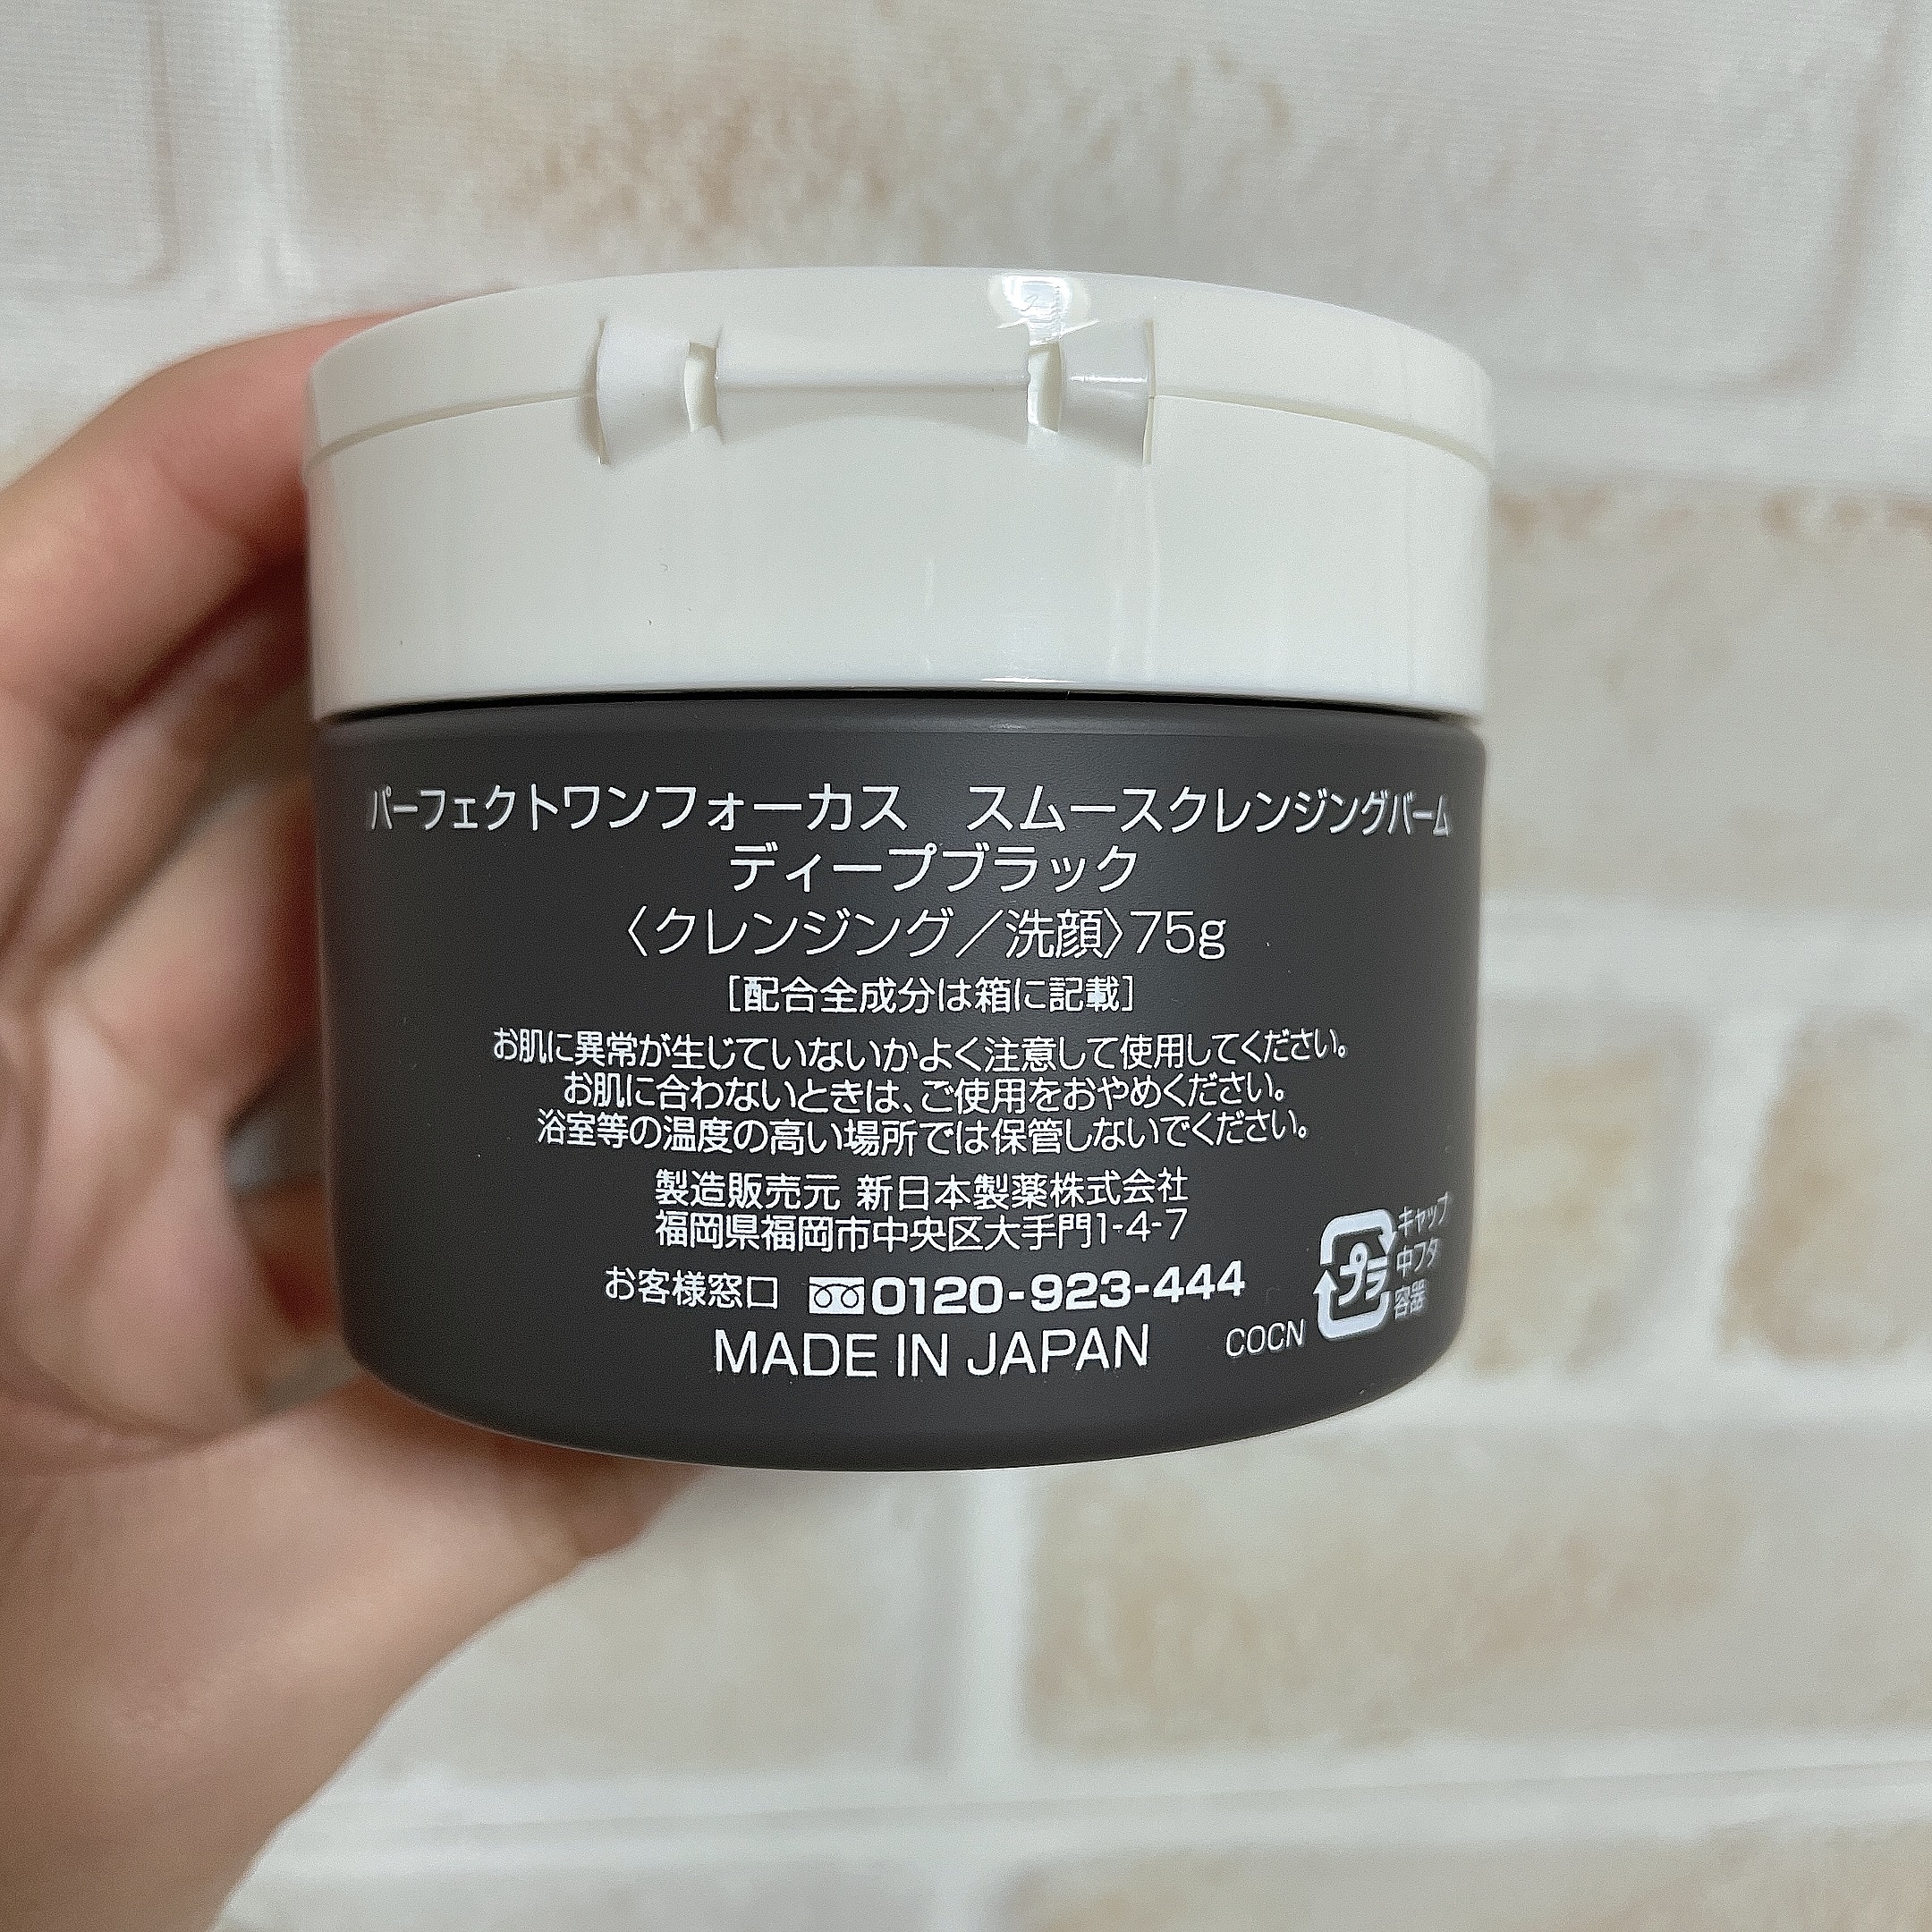 パーフェクトワンフォーカス　スムースクレンジングバーム
ディープブラック
〈クレンジング／洗顔〉75g
[配合全成分は箱に記載]
お肌に異常が生じていないかよく注意して使用してください。
お肌に合わないときは、ご使用をおやめください。
浴室等の温度の高い場所では保管しないでください。
製造販売元 新日本製薬株式会社
福岡県福岡市中央区大手門1-4-7
お客様窓口 0120-923-444
MADE IN JAPAN
COCN
プラ
キャップ
中フタ
容器